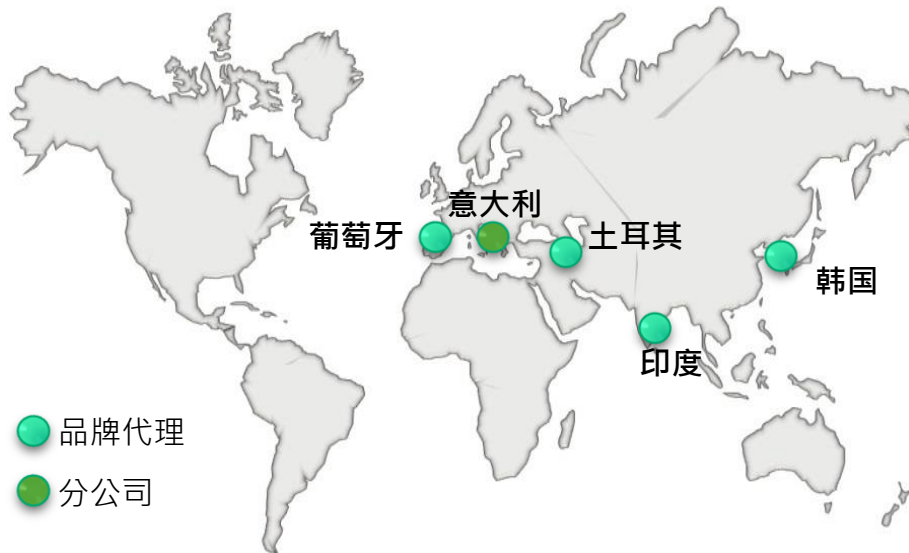 意大利
葡萄牙
土耳其
韩国
印度
品牌代理
分公司